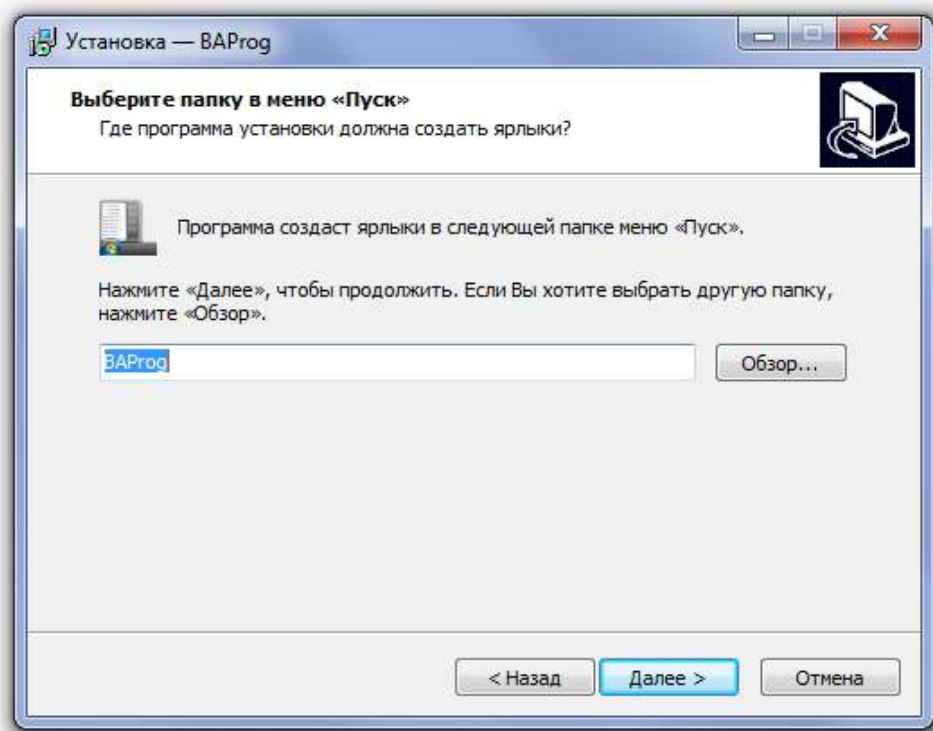 Установка — BAProg
Выберите папку в меню «Пуск»
Где программа установки должна создать ярлыки?
Программа создаст ярлыки в следующей папке меню «Пуск».
Нажмите «Далее», чтобы продолжить. Если Вы хотите выбрать другую папку,
нажмите «Обзор».
BAProg
Обзор...
< Назад
Далее >
Отмена